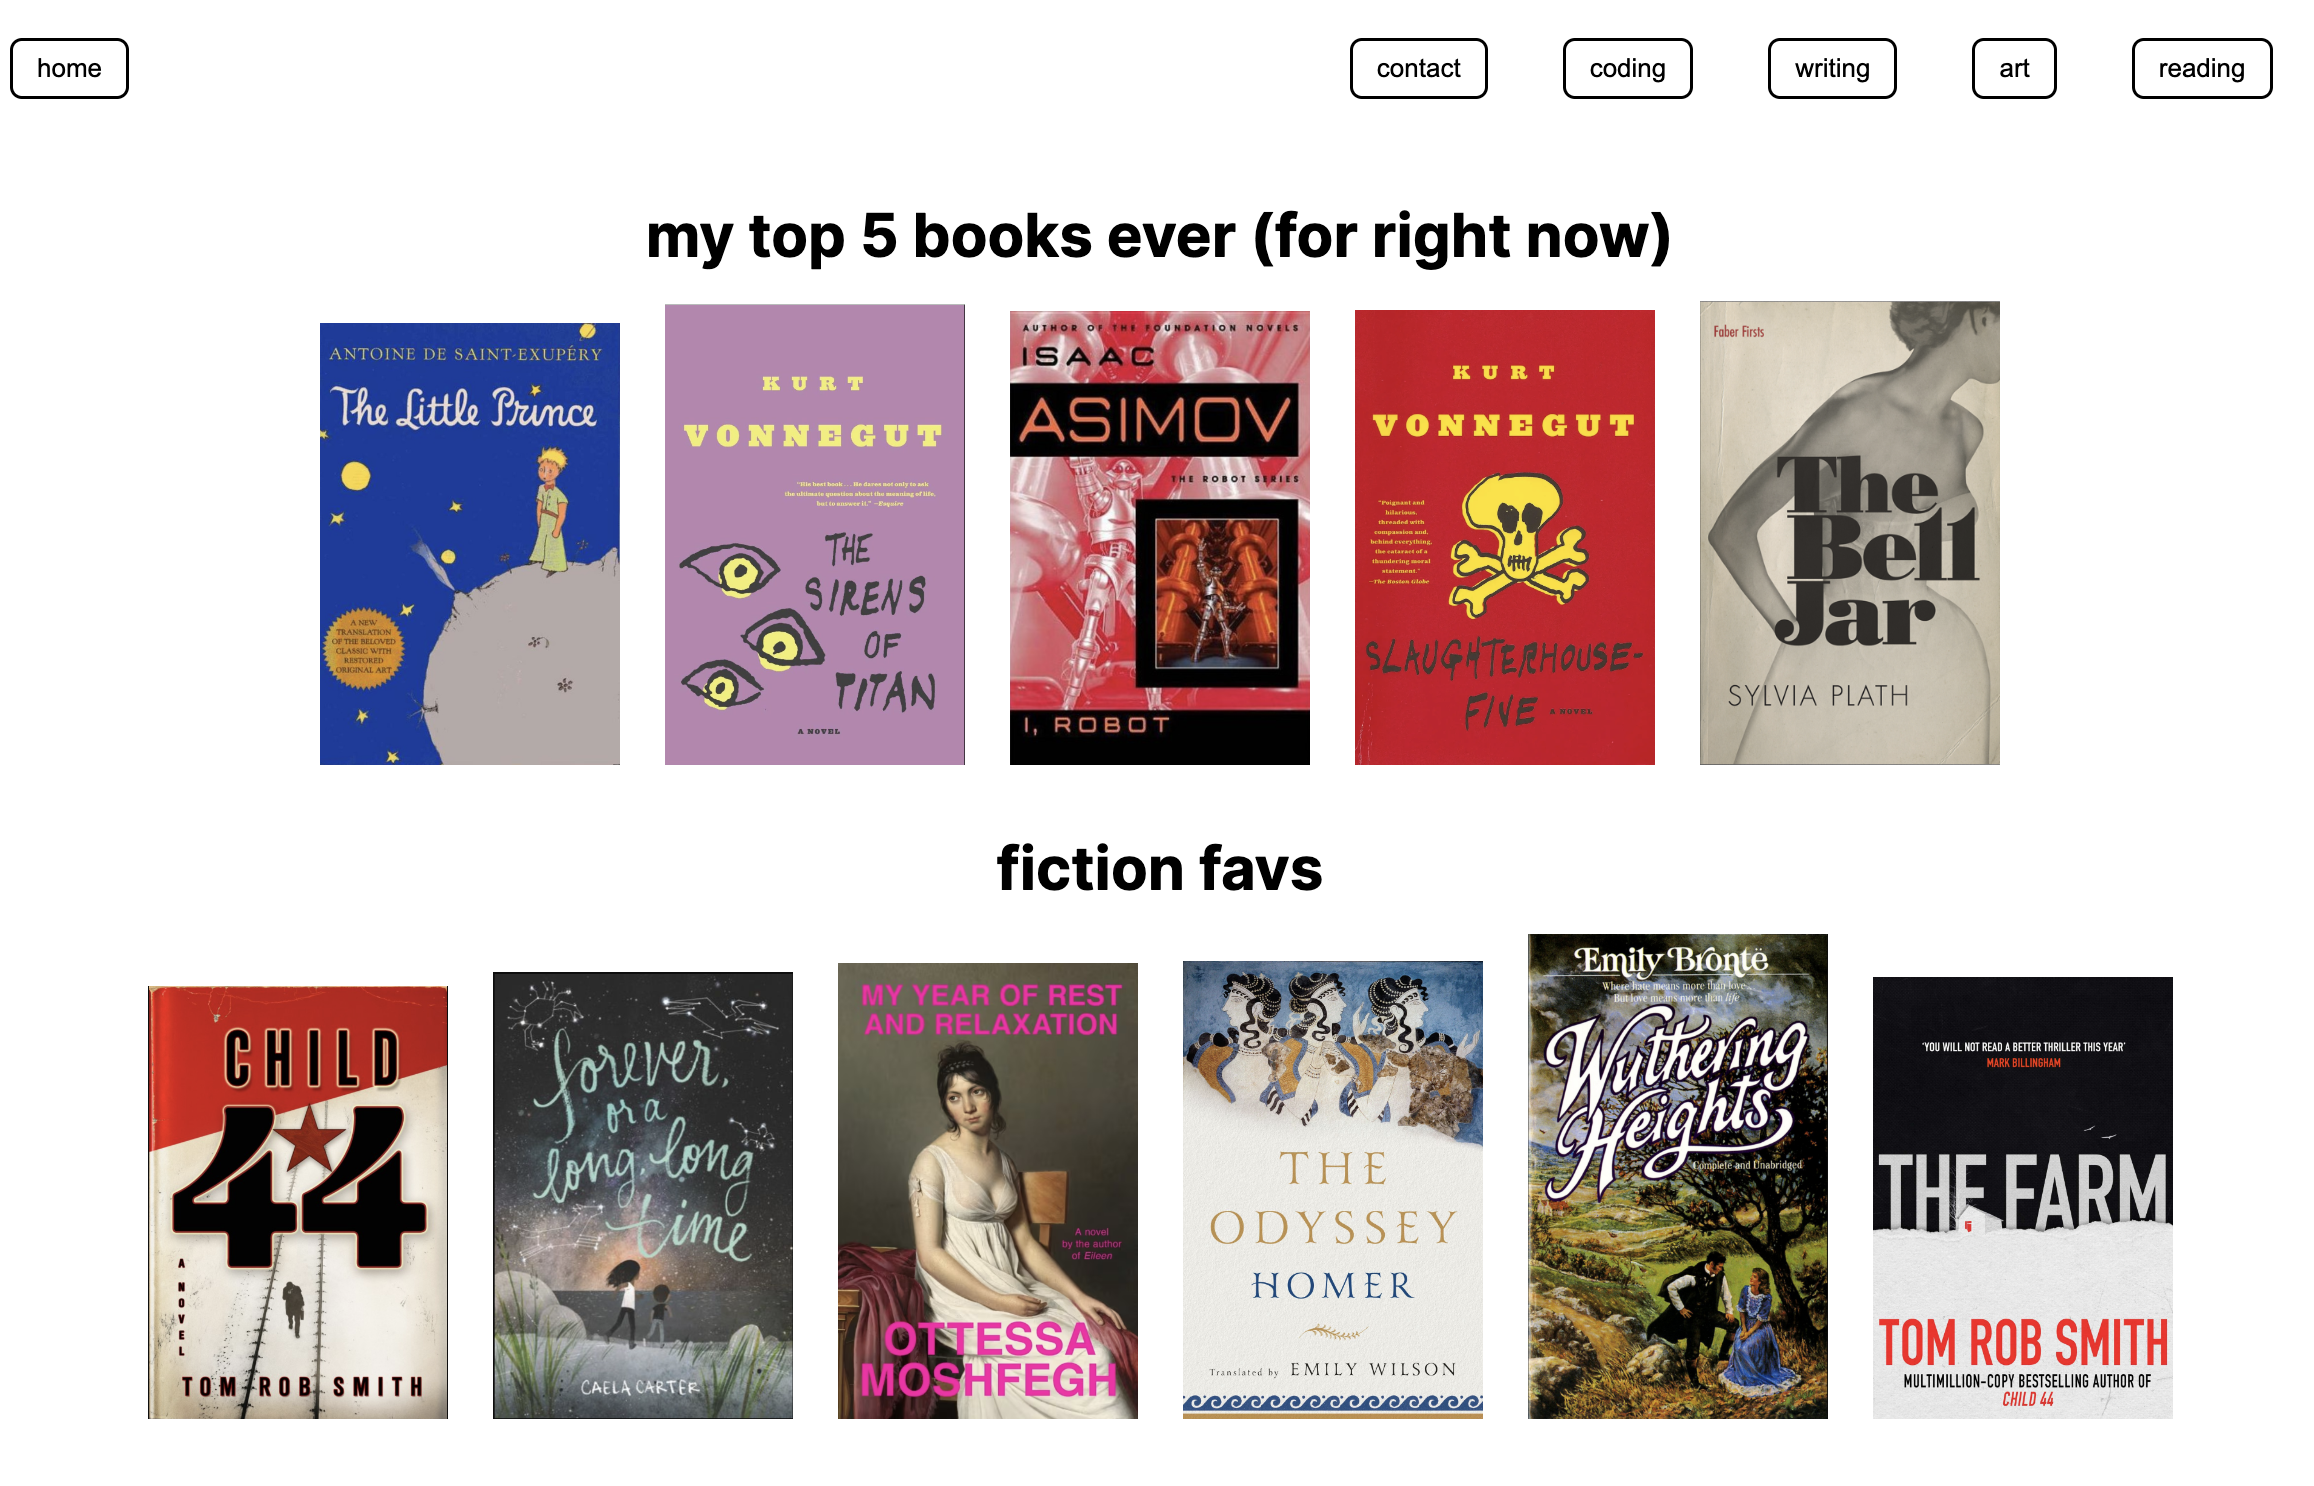 home
contact
coding
writing
art
reading
my top 5 books ever (for right now)
ANTOINE DE SAINT-EXUPÉRY
The Little Prince
A NEW
TRANSLATION
OF THE BELOVED
CLASSIC WITH
RESTORED
ORIGINAL ART
KURT
VONNEGUT
"His best book . . . He dares not only to ask
the ultimate question about the meaning of life,
but to answer it." —Esquire
THE
SIRENS
OF
TITAN
A NOVEL
AUTHOR OF THE FOUNDATION NOVELS
ISAAC
ASIMOV
THE ROBOT SERIES
I, ROBOT
KURT
VONNEGUT
"Poignant and
hilarious,
threaded with
compassion and,
behind everything,
the cataract of a
thundering moral
statement."
—The Boston Globe
SLAUGHTERHOUSE-
FIVE
A NOVEL
Faber Firsts
The
Bell
Jar
SYLVIA PLATH
fiction favs
CHILD
44
A NOVEL
TOM ROB SMITH
forever,
or a
long, long
time
CAELA CARTER
MY YEAR OF REST
AND RELAXATION
A novel
by the author
of Eileen
OTTESSA
MOSHFEGH
THE
ODYSSEY
HOMER
Translated by EMILY WILSON
Emily Brontë
Where hate means more than love...
But love means more than life
Wuthering
Heights
Complete and Unabridged
'YOU WILL NOT READ A BETTER THRILLER THIS YEAR'
MARK BILLINGHAM
THE FARM
TOM ROB SMITH
MULTIMILLION-COPY BESTSELLING AUTHOR OF
CHILD 44